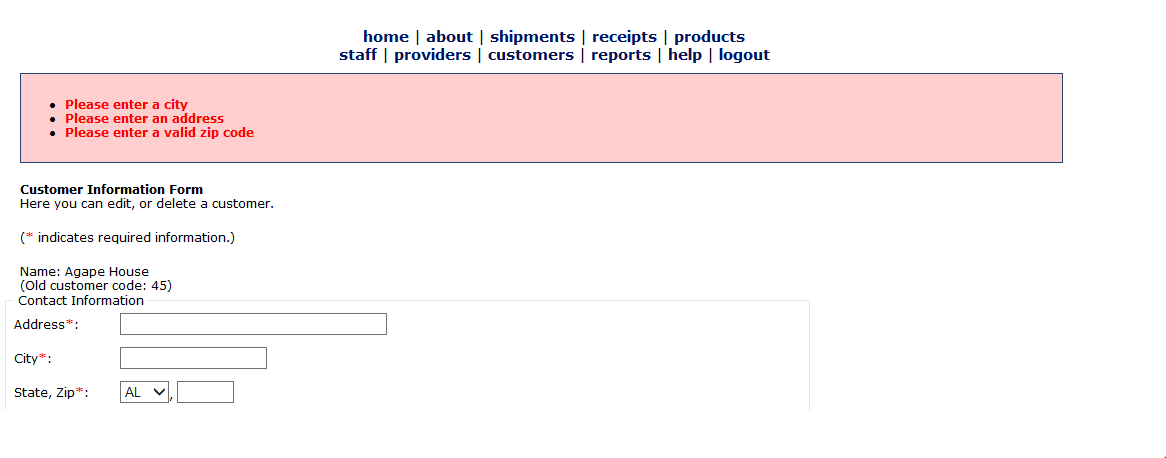 home | about | shipments | receipts | products
staff | providers | customers | reports | help | logout
• Please enter a city
• Please enter an address
• Please enter a valid zip code
Customer Information Form
Here you can edit, or delete a customer.
(* indicates required information.)
Name: Agape House
(Old customer code: 45)
Contact Information
Address*:
City*:
State, Zip*: AL ,